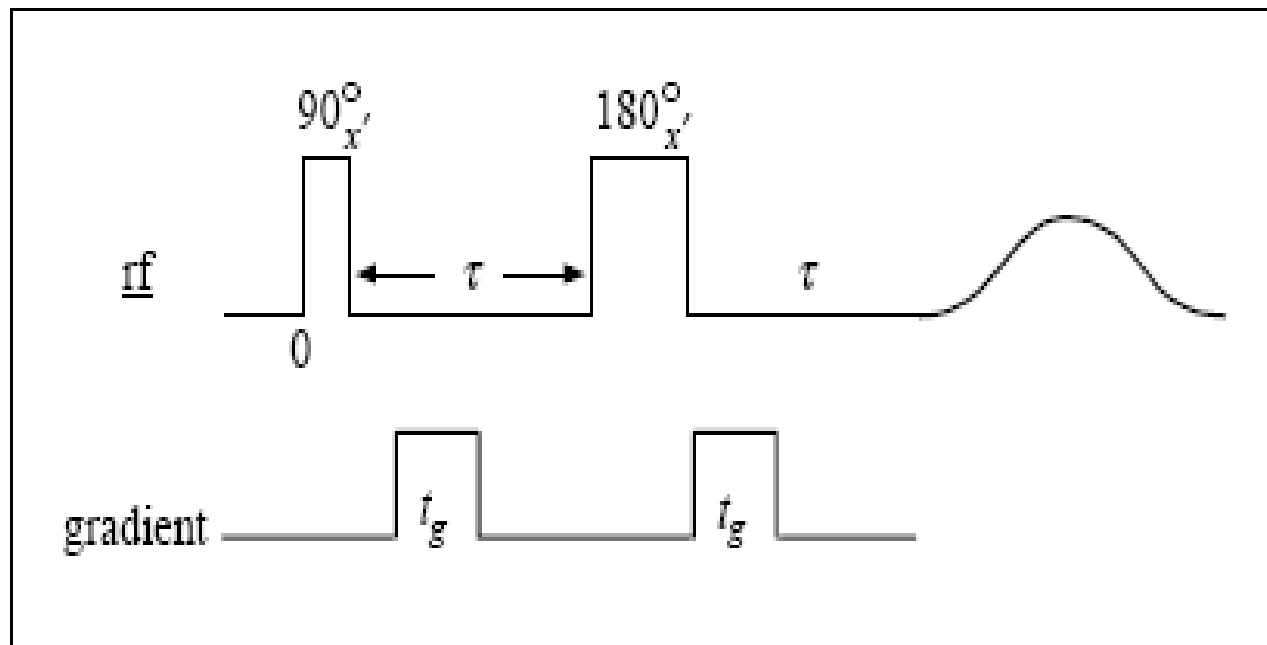 90°x′ 180°x′
rf τ τ
0
gradient tg tg